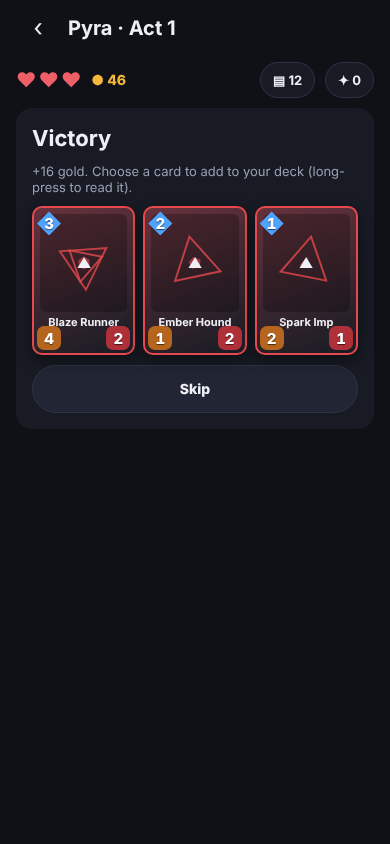 ‹ Pyra · Act 1
46
12
0
Victory
+16 gold. Choose a card to add to your deck (long-
press to read it).
3
2
1
Blaze Runner
Ember Hound
Spark Imp
4 2
1 2
2 1
Skip